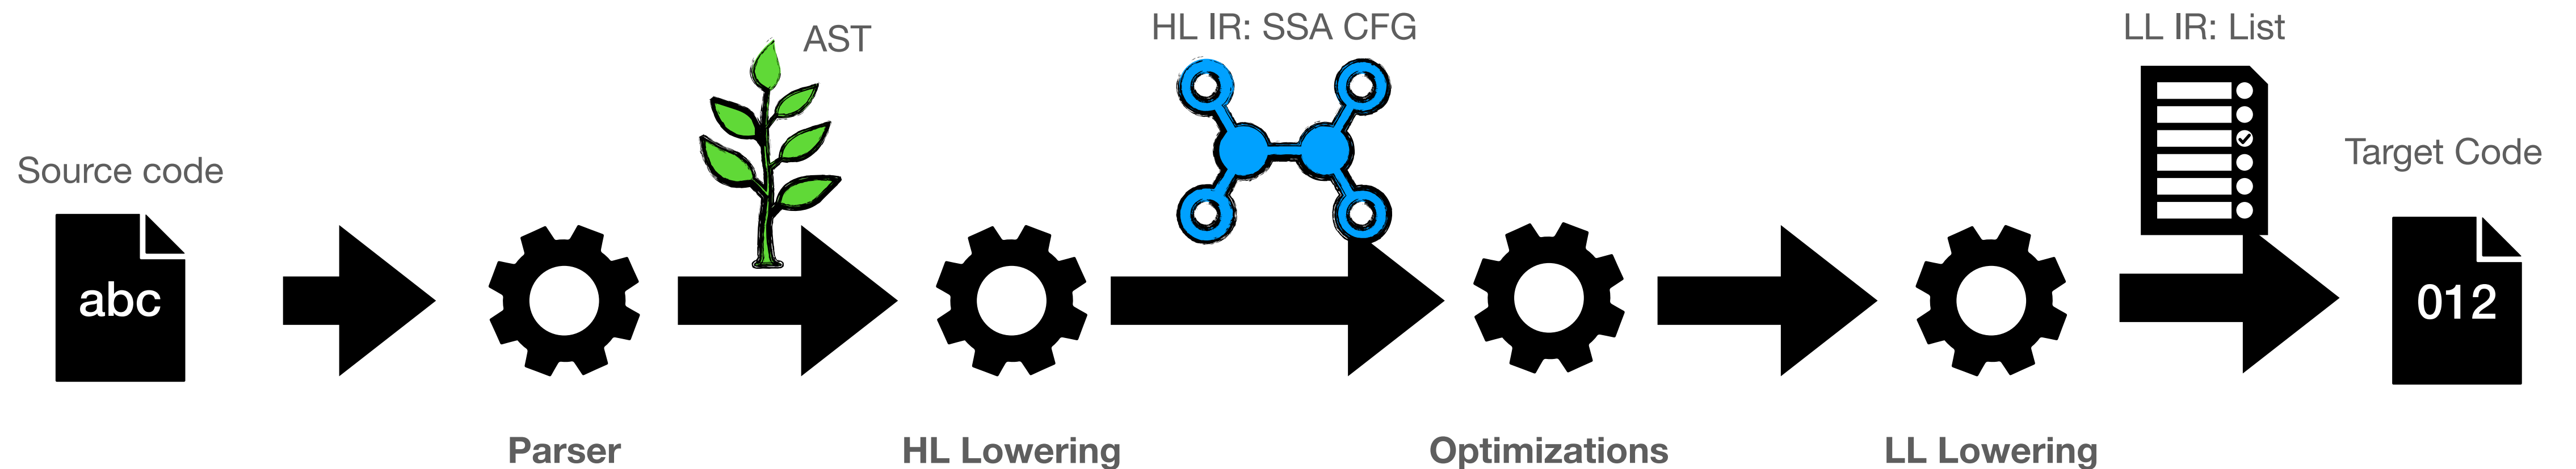 Source code
abc
Parser
AST
HL Lowering
HL IR: SSA CFG
Optimizations
LL Lowering
LL IR: List
Target Code
012